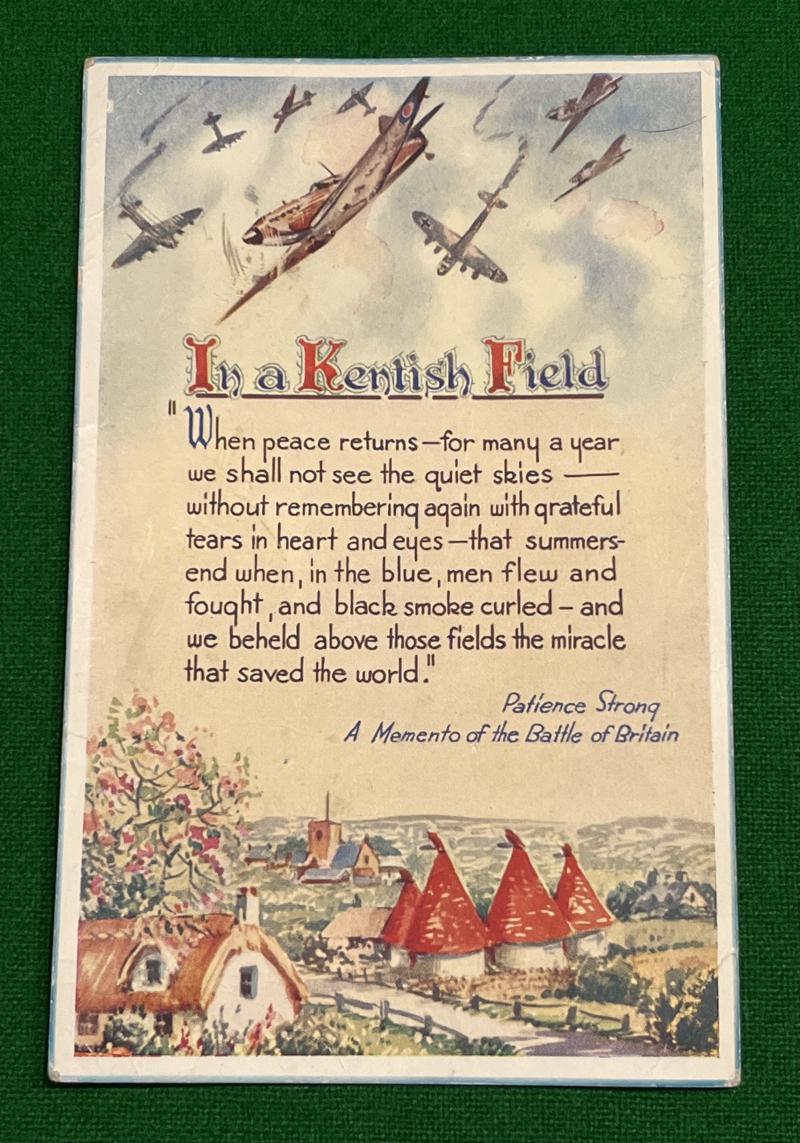 In a Kentish Field
"When peace returns—for many a year
we shall not see the quiet skies —
without remembering again with grateful
tears in heart and eyes—that summers-
end when, in the blue, men flew and
fought, and black smoke curled – and
we beheld above those fields the miracle
that saved the world."
Patience Strong
A Memento of the Battle of Britain